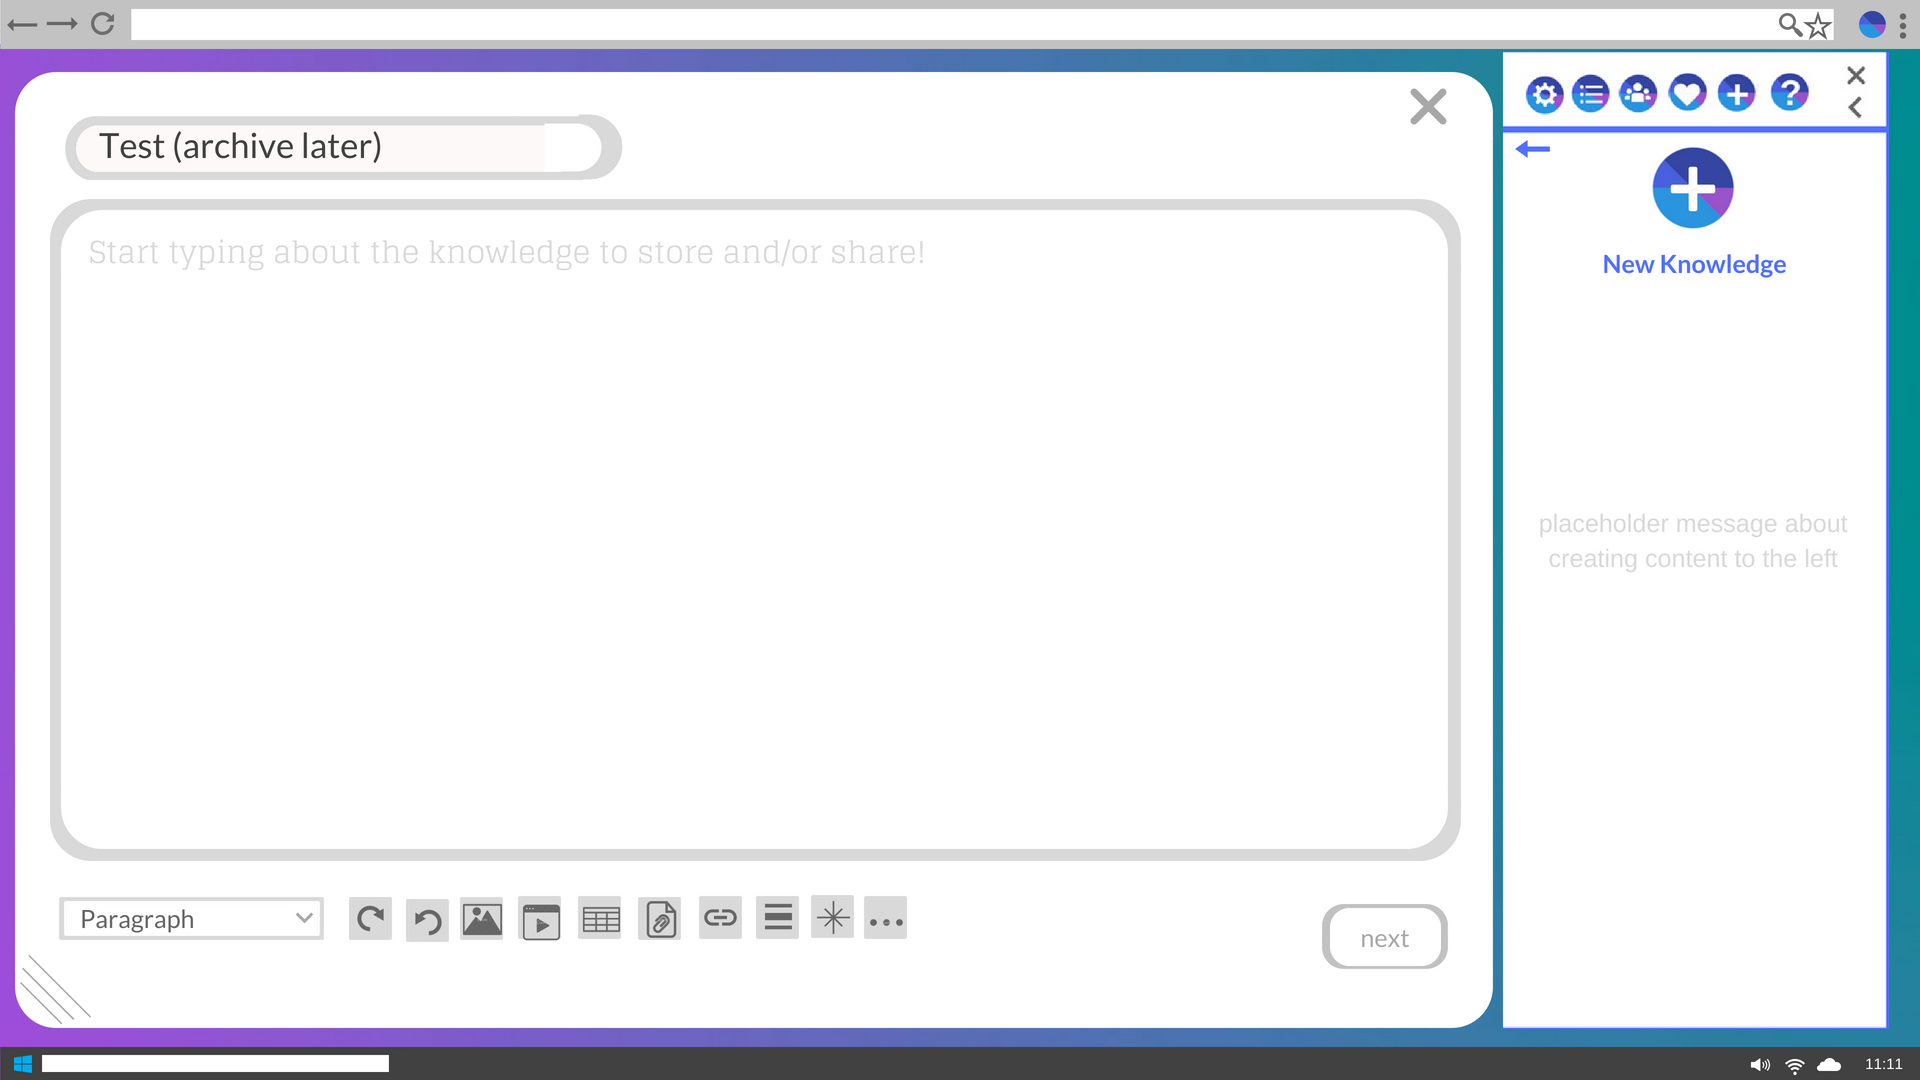 Test (archive later)
Start typing about the knowledge to store and/or share!
Paragraph
next
New Knowledge
placeholder message about
creating content to the left
11:11